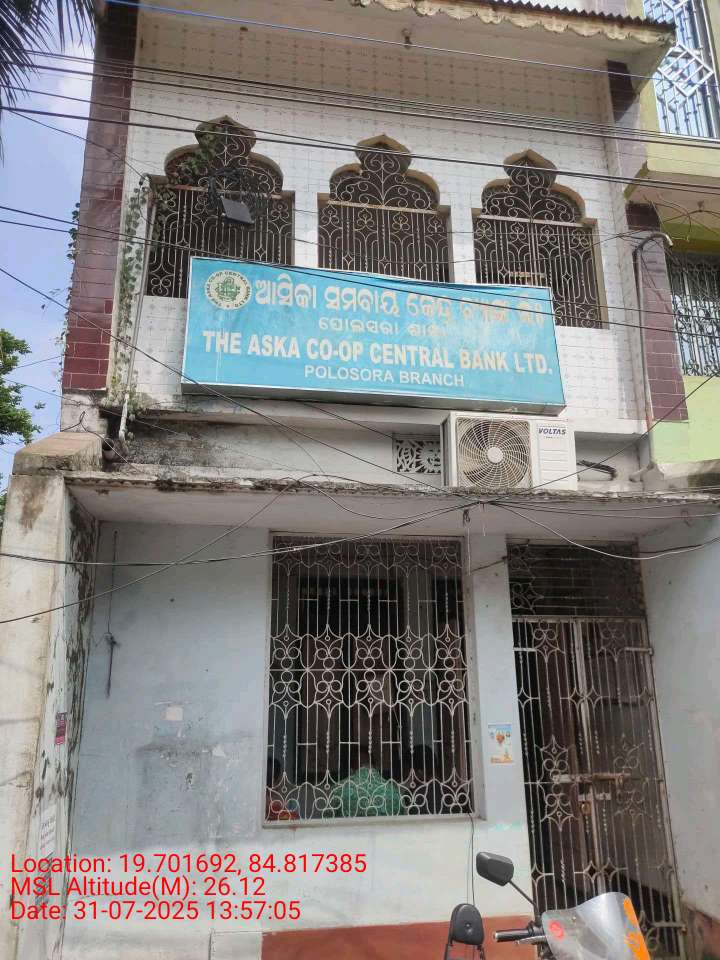 ଆସିକା ସମବାୟ କେନ୍ଦ୍ର ବ୍ୟାଙ୍କ ଲିଃ
ପୋଲସରା ଶାଖା
THE ASKA CO-OP CENTRAL BANK LTD.
POLOSORA BRANCH
VOLTAS
Location: 19.701692, 84.817385
MSL Altitude(M): 26.12
Date: 31-07-2025 13:57:05